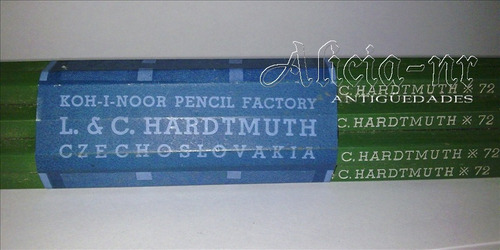 Alicia-nr
ANTIGÜEDADES
KOH-I-NOOR PENCIL FACTORY
L. & C. HARDTMUTH
CZECHOSLOVAKIA
C. HARDTMUTH ※ 72
C. HARDTMUTH ※ 72
C. HARDTMUTH ※ 72
C. HARDTMUTH ※ 72